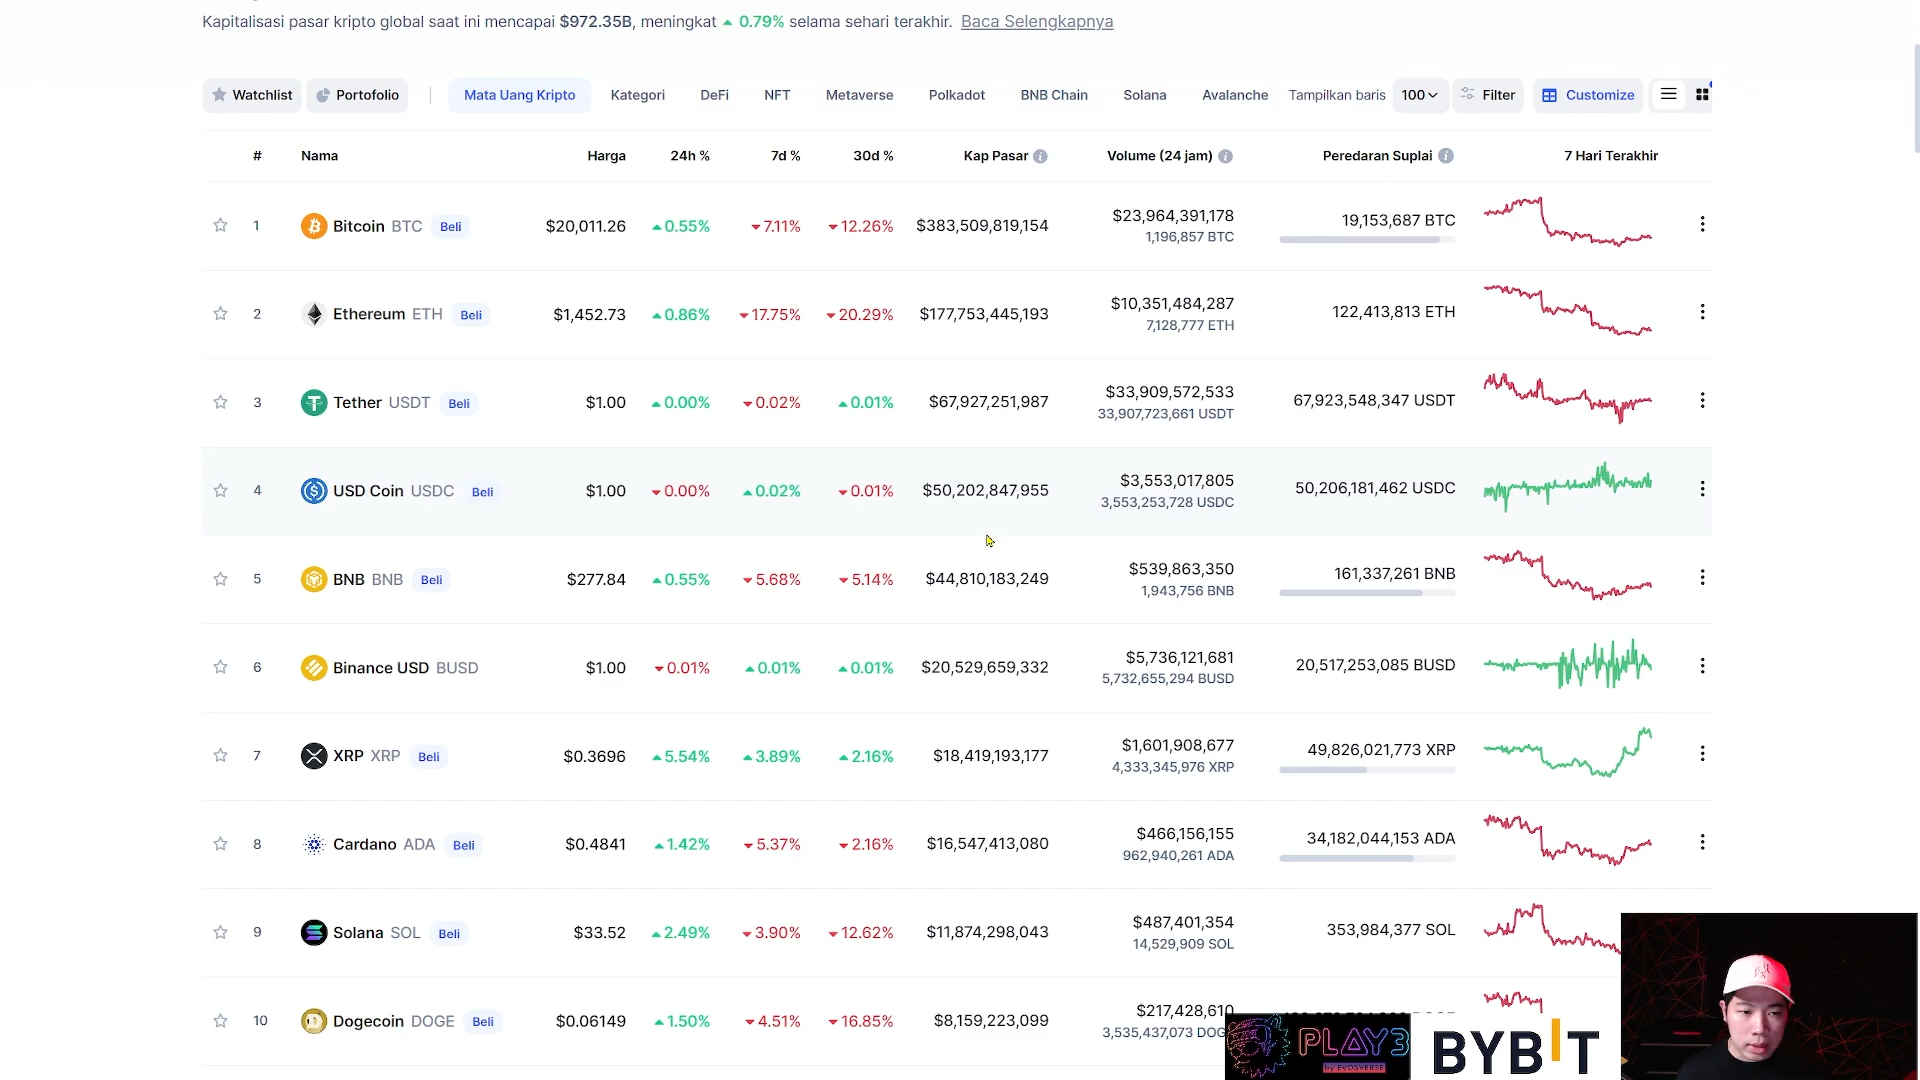 Kapitalisasi pasar kripto global saat ini mencapai $972.35B, meningkat 0.79% selama sehari terakhir. Baca Selengkapnya
Watchlist Portofolio Mata Uang Kripto Kategori DeFi NFT Metaverse Polkadot BNB Chain Solana Avalanche Tampilkan baris 100 Filter Customize
# Nama Harga 24h % 7d % 30d % Kap Pasar Volume (24 jam) Peredaran Suplai 7 Hari Terakhir
1 Bitcoin BTC Beli $20,011.26 0.55% 7.11% 12.26% $383,509,819,154 $23,964,391,178 19,153,687 BTC
1,196,857 BTC
2 Ethereum ETH Beli $1,452.73 0.86% 17.75% 20.29% $177,753,445,193 $10,351,484,287 122,413,813 ETH
7,128,777 ETH
3 Tether USDT Beli $1.00 0.00% 0.02% 0.01% $67,927,251,987 $33,909,572,533 67,923,548,347 USDT
33,907,723,661 USDT
4 USD Coin USDC Beli $1.00 0.00% 0.02% 0.01% $50,202,847,955 $3,553,017,805 50,206,181,462 USDC
3,553,253,728 USDC
5 BNB BNB Beli $277.84 0.55% 5.68% 5.14% $44,810,183,249 $539,863,350 161,337,261 BNB
1,943,756 BNB
6 Binance USD BUSD $1.00 0.01% 0.01% 0.01% $20,529,659,332 $5,736,121,681 20,517,253,085 BUSD
5,732,655,294 BUSD
7 XRP XRP Beli $0.3696 5.54% 3.89% 2.16% $18,419,193,177 $1,601,908,677 49,826,021,773 XRP
4,333,345,976 XRP
8 Cardano ADA Beli $0.4841 1.42% 5.37% 2.16% $16,547,413,080 $466,156,155 34,182,044,153 ADA
962,940,261 ADA
9 Solana SOL Beli $33.52 2.49% 3.90% 12.62% $11,874,298,043 $487,401,354 353,984,377 SOL
14,529,909 SOL
10 Dogecoin DOGE Beli $0.06149 1.50% 4.51% 16.85% $8,159,223,099 $217,428,610
3,535,437,073 DOG
PLAY3
by EVOSVERSE
BYBIT